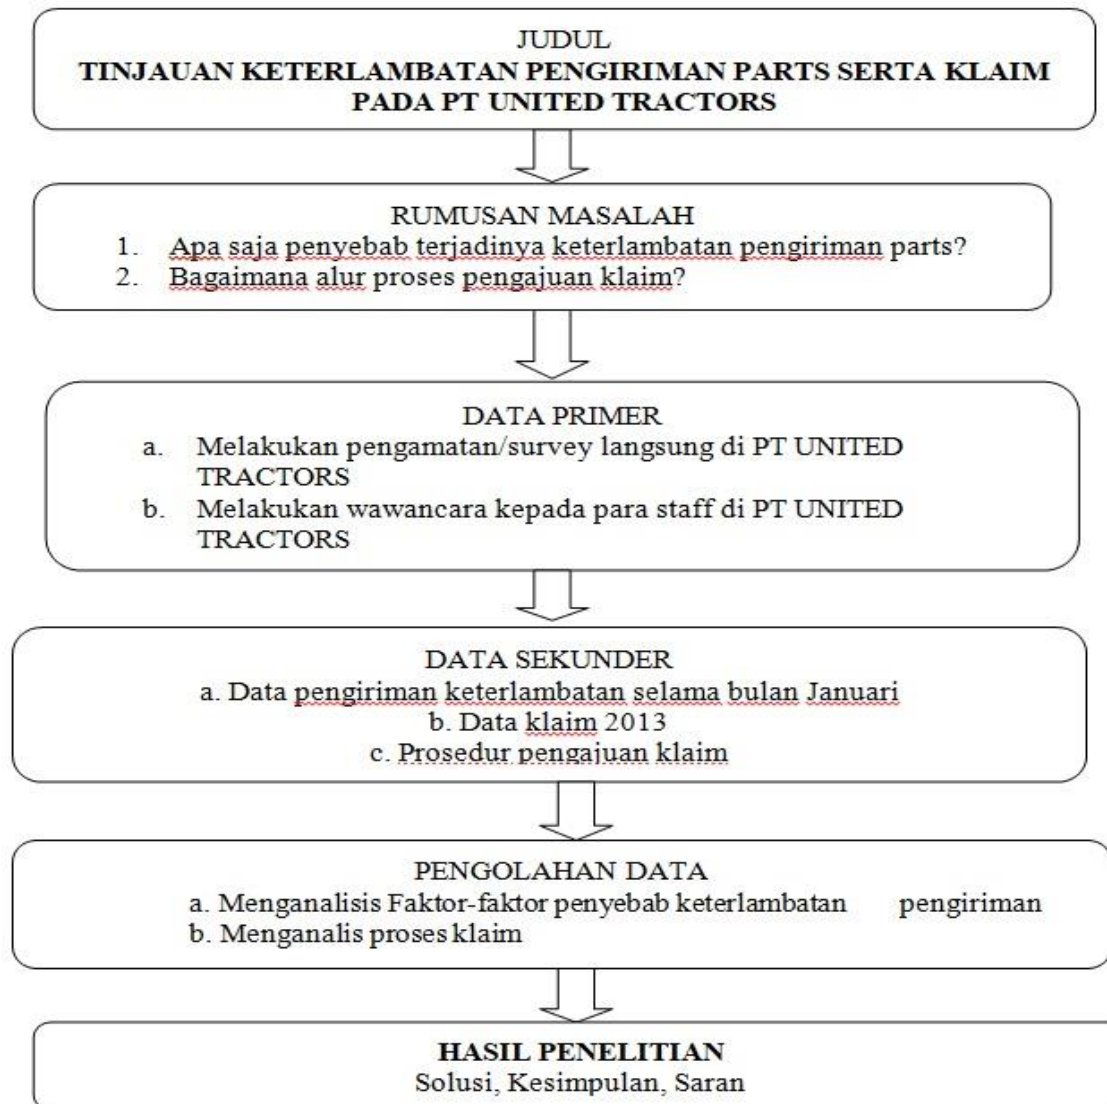 JUDUL
TINJAUAN KETERLAMBATAN PENGIRIMAN PARTS SERTA KLAIM
PADA PT UNITED TRACTORS
RUMUSAN MASALAH
1. Apa saja penyebab terjadinya keterlambatan pengiriman parts?
2. Bagaimana alur proses pengajuan klaim?
DATA PRIMER
a. Melakukan pengamatan/survey langsung di PT UNITED
TRACTORS
b. Melakukan wawancara kepada para staff di PT UNITED
TRACTORS
DATA SEKUNDER
a. Data pengiriman keterlambatan selama bulan Januari
b. Data klaim 2013
c. Prosedur pengajuan klaim
PENGOLAHAN DATA
a. Menganalisis Faktor-faktor penyebab keterlambatan pengiriman
b. Menganalis proses klaim
HASIL PENELITIAN
Solusi, Kesimpulan, Saran